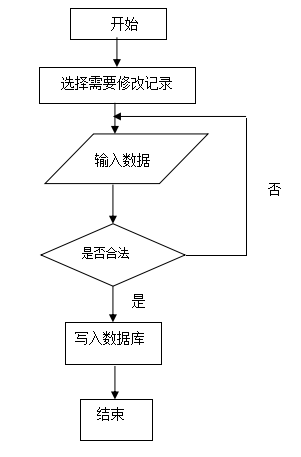 开始
选择需要修改记录
输入数据
否
是否合法
是
写入数据库
结束